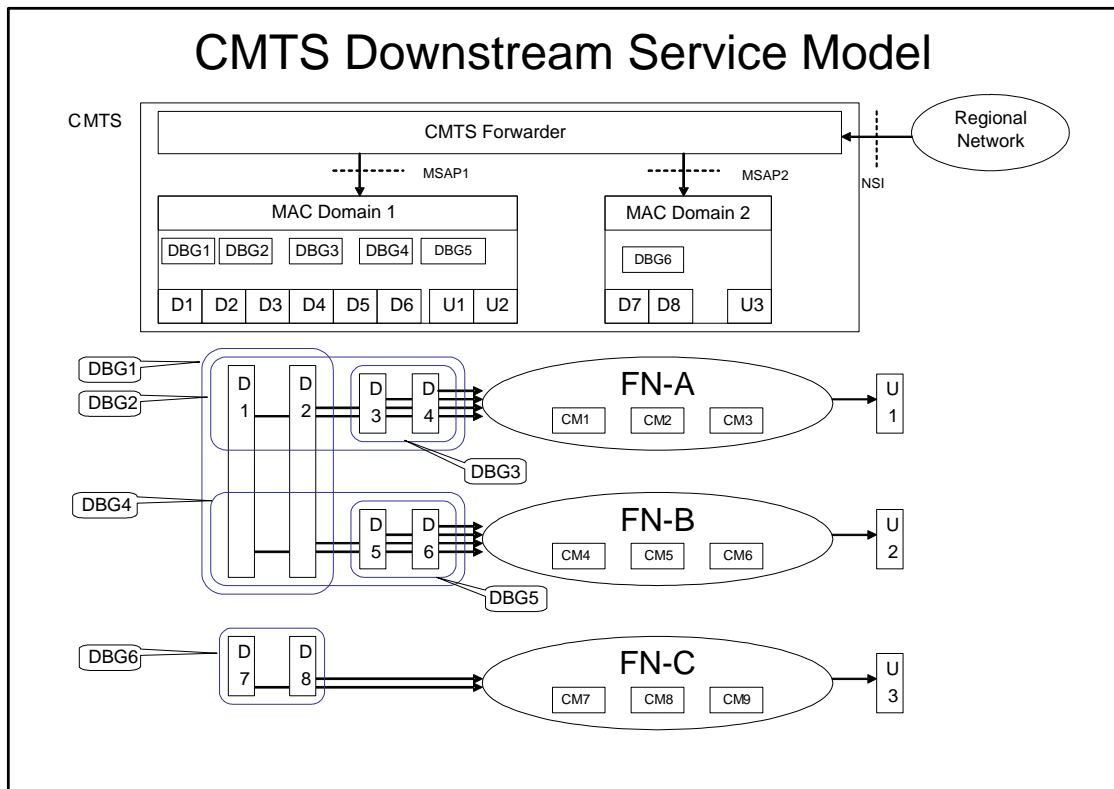 CMTS Downstream Service Model
CMTS
CMTS Forwarder
Regional
Network
MSAP1
MSAP2
NSI
MAC Domain 1
MAC Domain 2
DBG1 DBG2 DBG3 DBG4 DBG5
DBG6
D1 D2 D3 D4 D5 D6 U1 U2
D7 D8 U3
DBG1
DBG2
D
1
D
2
D
3
D
4
FN-A
CM1 CM2 CM3
U
1
DBG3
DBG4
D
5
D
6
FN-B
CM4 CM5 CM6
U
2
DBG5
DBG6
D
7
D
8
FN-C
CM7 CM8 CM9
U
3